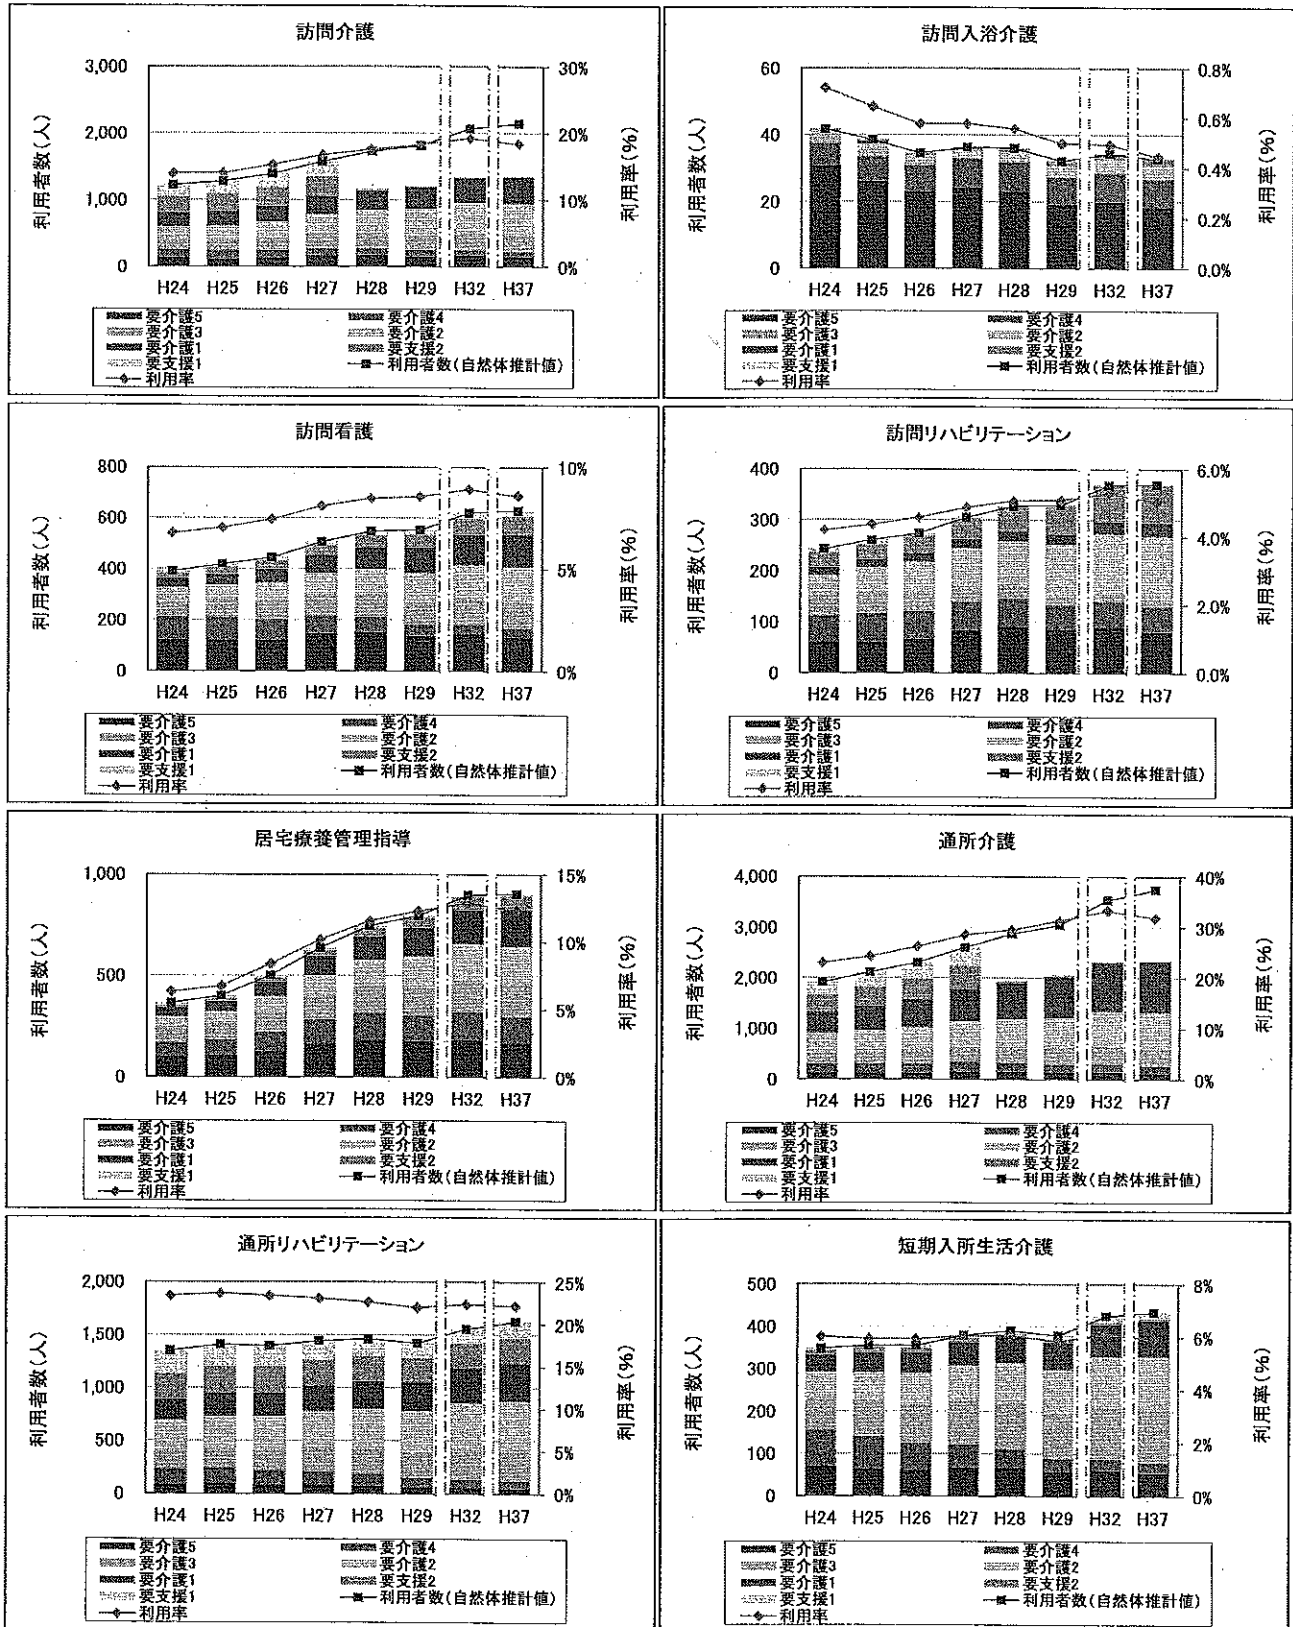 訪問介護
利用者数(人)
3,000
2,000
1,000
0
30%
20%
10%
0%
利用率(%)
H24 H25 H26 H27 H28 H29 H32 H37
要介護5 要介護4
要介護3 要介護2
要介護1 要支援2
要支援1 利用者数(自然体推計値)
利用率
訪問入浴介護
利用者数(人)
60
40
20
0
0.8%
0.6%
0.4%
0.2%
0.0%
利用率(%)
H24 H25 H26 H27 H28 H29 H32 H37
要介護5 要介護4
要介護3 要介護2
要介護1 要支援2
要支援1 利用者数(自然体推計値)
利用率
訪問看護
利用者数(人)
800
600
400
200
0
10%
5%
0%
利用率(%)
H24 H25 H26 H27 H28 H29 H32 H37
要介護5 要介護4
要介護3 要介護2
要介護1 要支援2
要支援1 利用者数(自然体推計値)
利用率
訪問リハビリテーション
利用者数(人)
400
300
200
100
0
6.0%
4.0%
2.0%
0.0%
利用率(%)
H24 H25 H26 H27 H28 H29 H32 H37
要介護5 要介護4
要介護3 要介護2
要介護1 要支援2
要支援1 利用者数(自然体推計値)
利用率
居宅療養管理指導
利用者数(人)
1,000
500
0
15%
10%
5%
0%
利用率(%)
H24 H25 H26 H27 H28 H29 H32 H37
要介護5 要介護4
要介護3 要介護2
要介護1 要支援2
要支援1 利用者数(自然体推計値)
利用率
通所介護
利用者数(人)
4,000
3,000
2,000
1,000
0
40%
30%
20%
10%
0%
利用率(%)
H24 H25 H26 H27 H28 H29 H32 H37
要介護5 要介護4
要介護3 要介護2
要介護1 要支援2
要支援1 利用者数(自然体推計値)
利用率
通所リハビリテーション
利用者数(人)
2,000
1,500
1,000
500
0
25%
20%
15%
10%
5%
0%
利用率(%)
H24 H25 H26 H27 H28 H29 H32 H37
要介護5 要介護4
要介護3 要介護2
要介護1 要支援2
要支援1 利用者数(自然体推計値)
利用率
短期入所生活介護
利用者数(人)
500
400
300
200
100
0
8%
6%
4%
2%
0%
利用率(%)
H24 H25 H26 H27 H28 H29 H32 H37
要介護5 要介護4
要介護3 要介護2
要介護1 要支援2
要支援1 利用者数(自然体推計値)
利用率